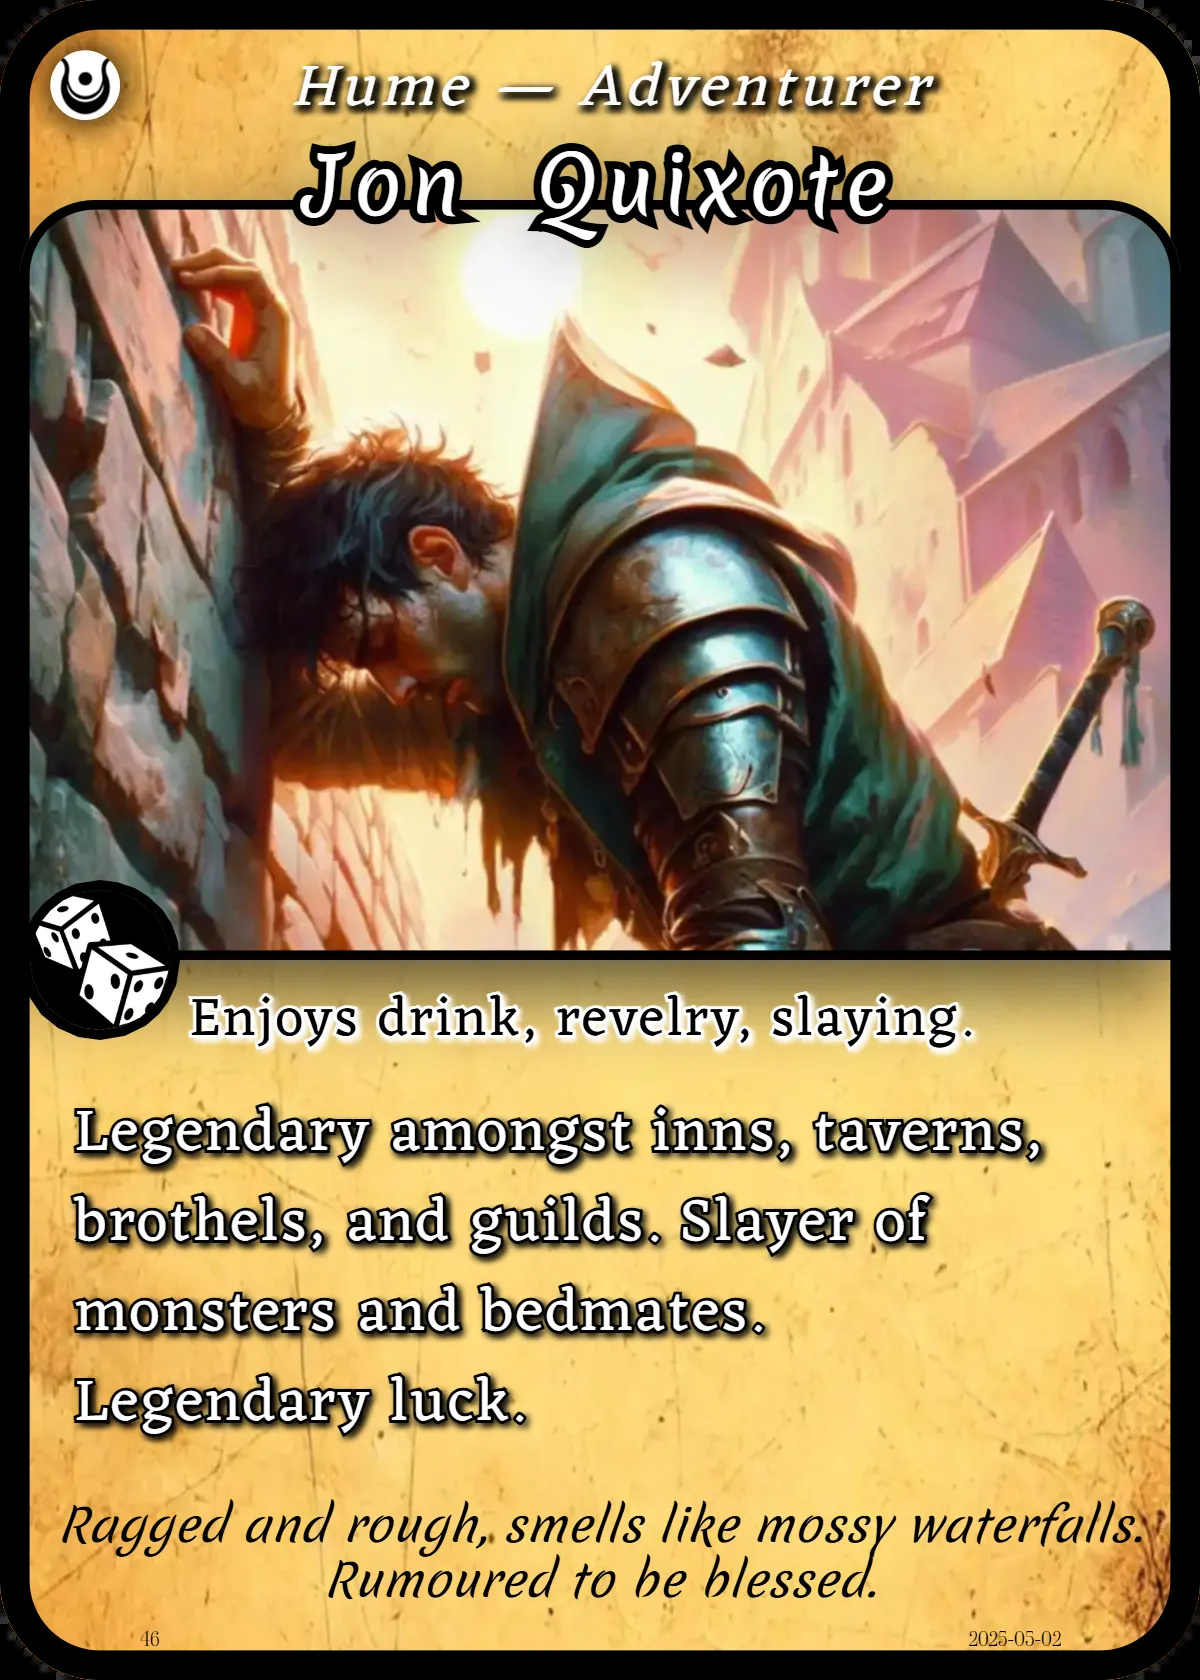 Hume — Adventurer
Jon Quixote
Enjoys drink, revelry, slaying.
Legendary amongst inns, taverns,
brothels, and guilds. Slayer of
monsters and bedmates.
Legendary luck.
Ragged and rough, smells like mossy waterfalls.
Rumoured to be blessed.
46
2025-05-02